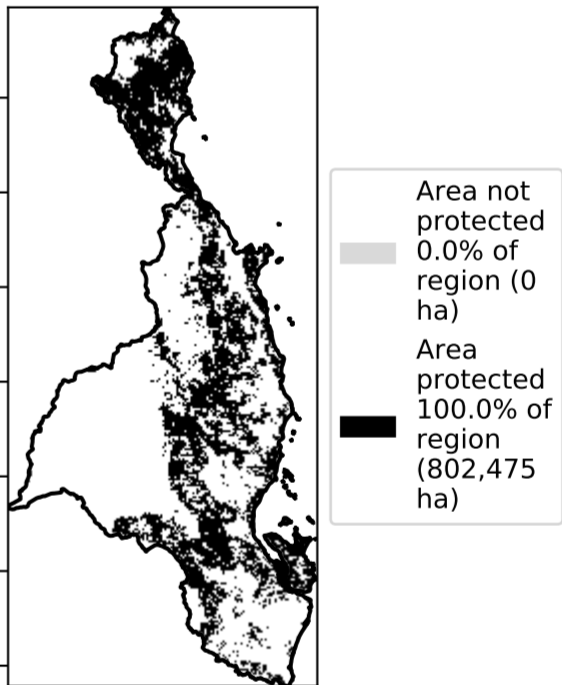 Area not
protected
0.0% of
region (0
ha)
Area
protected
100.0% of
region
(802,475
ha)